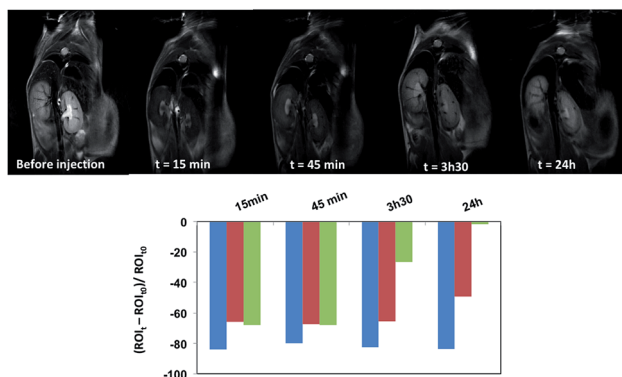 Before injection
t = 15 min
t = 45 min
t = 3h30
t = 24h
15min
45 min
3h30
24h
0
-20
-40
-60
-80
-100
(ROIt – ROIt0)/ ROIt0